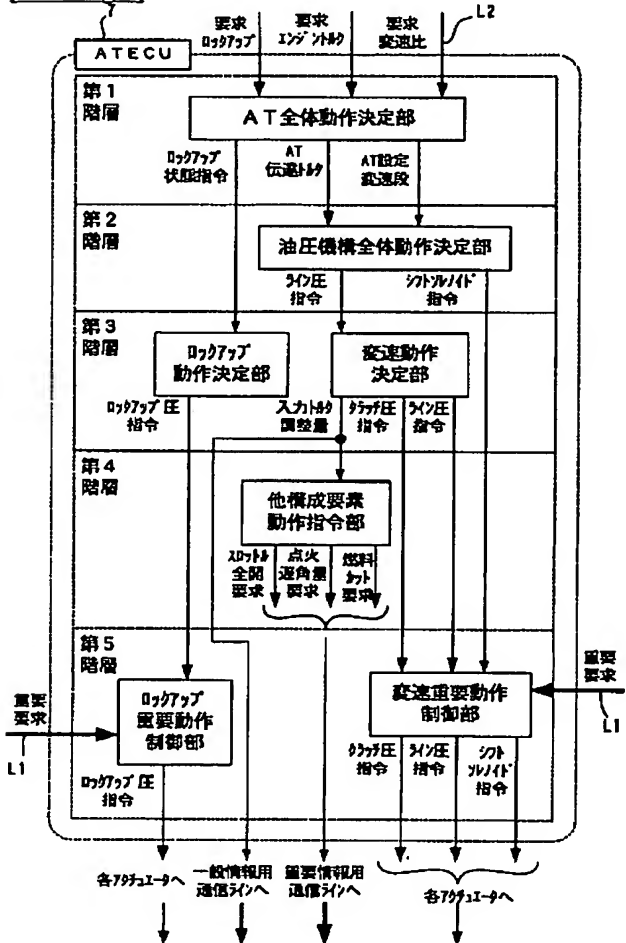 要求
ロックアップ
要求
エンジントルク
要求
変速比
L2
ATECU
第1
階層
AT全体動作決定部
ロックアップ
状態指令
AT
伝達トルク
AT設定
変速段
第2
階層
油圧機構全体動作決定部
ライン圧
指令
シフトソレノイド
指令
第3
階層
ロックアップ
動作決定部
変速動作
決定部
ロックアップ圧
指令
入力トルク
調整量
クラッチ圧
指令
ライン圧
指令
第4
階層
他構成要素
動作指令部
スロットル
全閉
要求
点火
遅角量
要求
燃料
カット
要求
第5
階層
重要
要求
L1
ロックアップ
重要動作
制御部
変速重要動作
制御部
重要
要求
L1
ロックアップ圧
指令
クラッチ圧
指令
ライン圧
指令
シフト
ソレノイド
指令
各アクチュエータへ
一般情報用
通信ラインへ
重要情報用
通信ラインへ
各アクチュエータへ